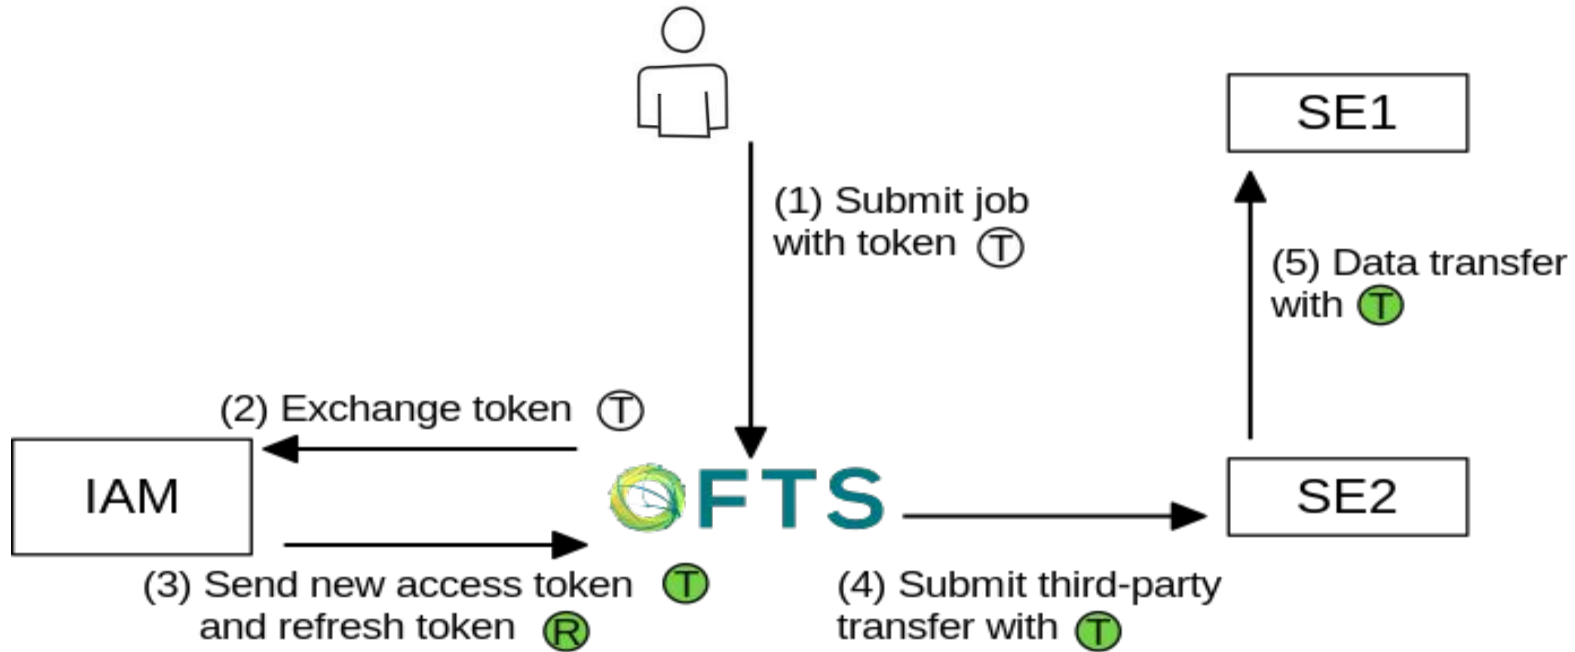 SE1
(1) Submit job
with token T
(5) Data transfer
with T
(2) Exchange token T
IAM
FTS
SE2
(3) Send new access token T
and refresh token R
(4) Submit third-party
transfer with T